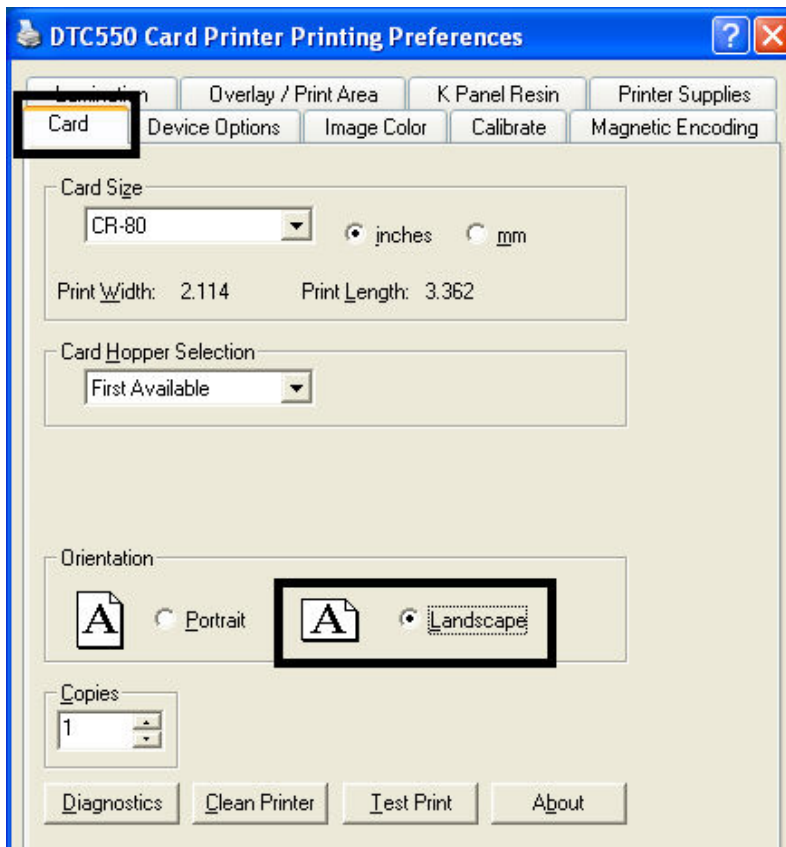 DTC550 Card Printer Printing Preferences
Lamination Overlay / Print Area K Panel Resin Printer Supplies
Card Device Options Image Color Calibrate Magnetic Encoding
Card Size
CR-80 inches mm
Print Width: 2.114 Print Length: 3.362
Card Hopper Selection
First Available
Orientation
A Portrait A Landscape
Copies
1
Diagnostics Clean Printer Test Print About